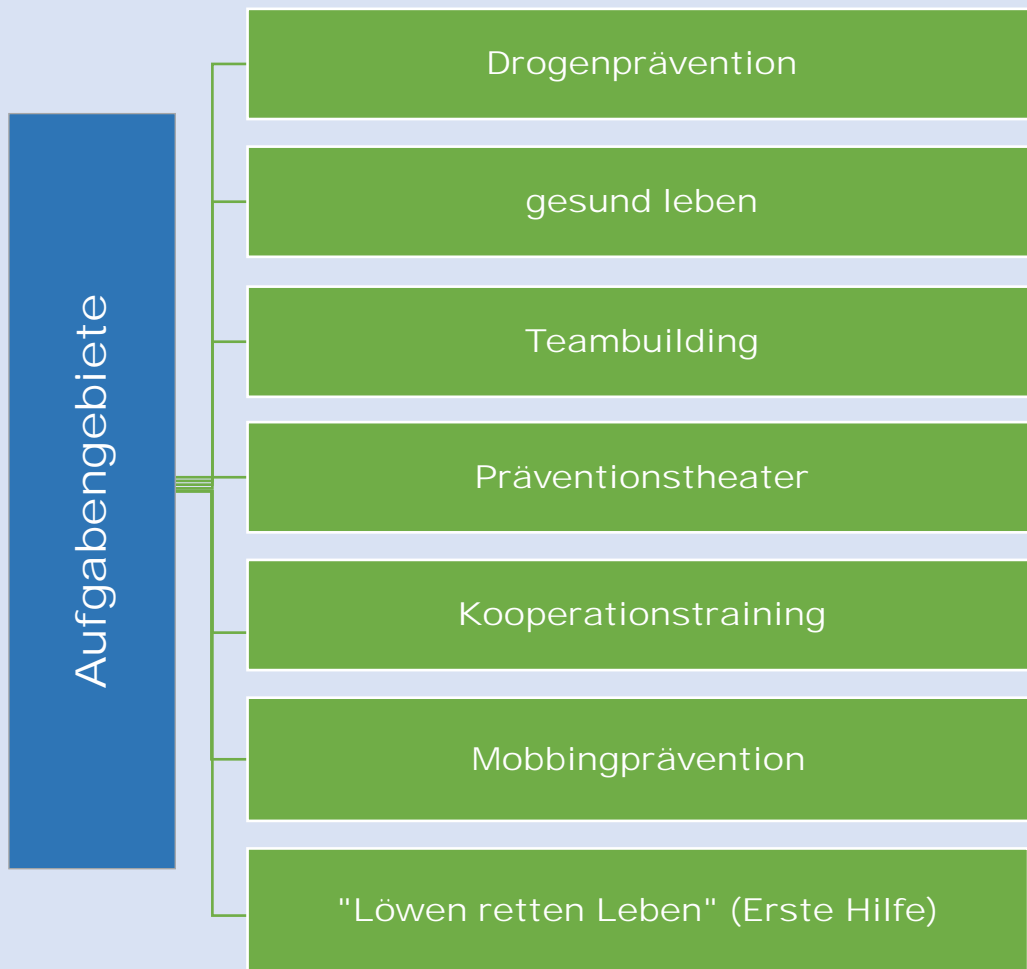 Aufgabengebiete
Drogenprävention
gesund leben
Teambuilding
Präventionstheater
Kooperationstraining
Mobbingprävention
"Löwen retten Leben" (Erste Hilfe)